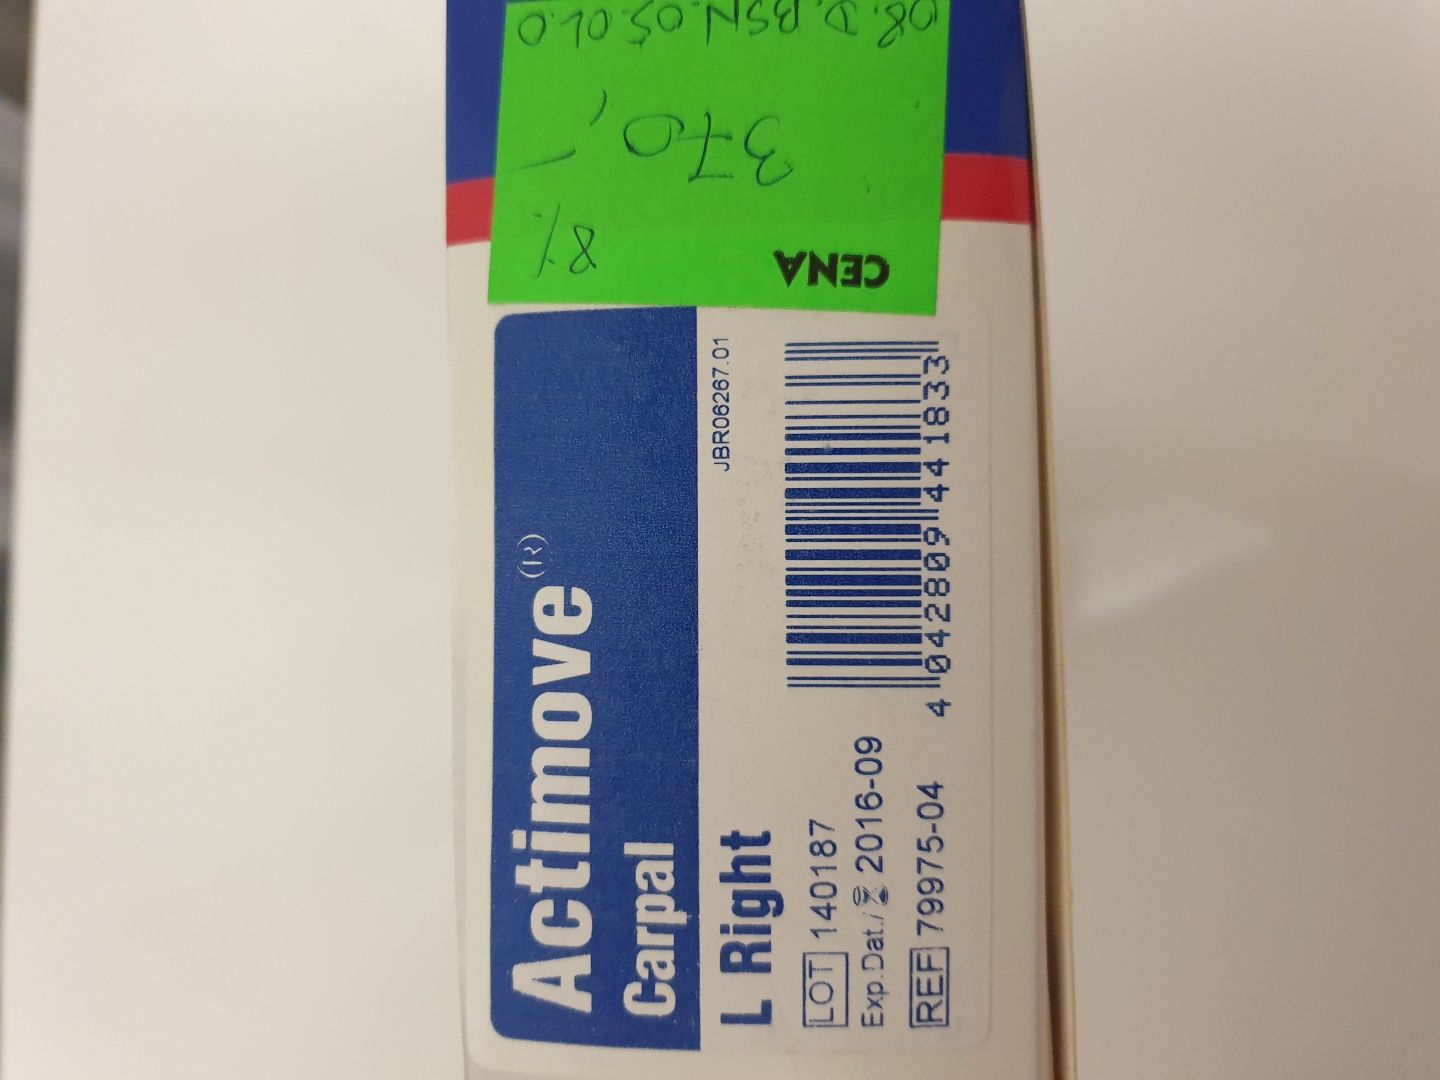 Actimove(R)
Carpal
L Right
JBR06267.01
LOT 140187
Exp.Dat./ 2016-09
REF 79975-04
4 042809 441833
CENA
8%
370,-
08.D.BSN.05.01.0